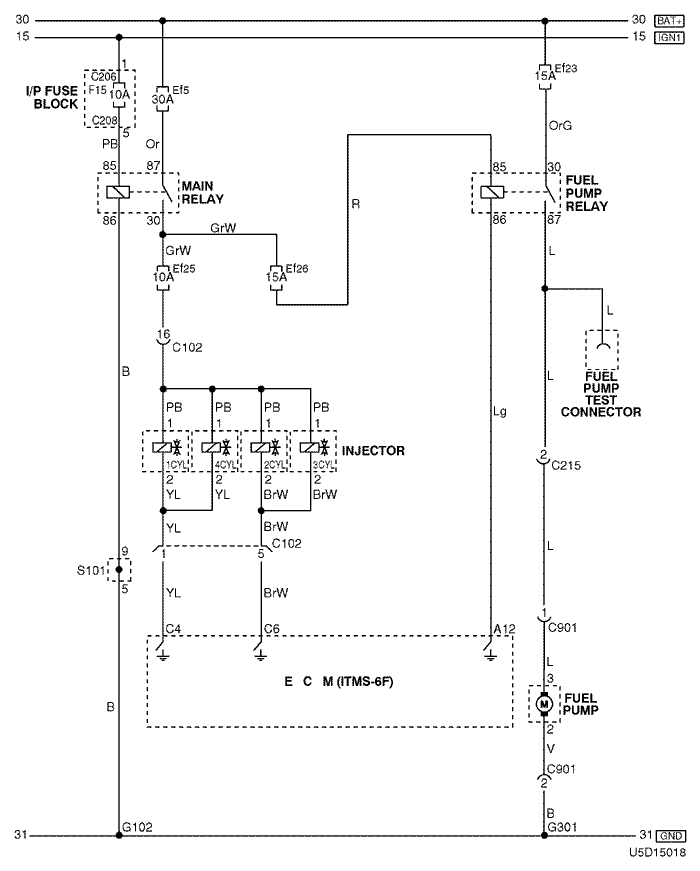 30 30 BAT+
15 15 IGN1
1
C206
F15 10A
I/P FUSE
BLOCK
C208
5
Ef5
30A
Ef23
15A
PB Or
OrG
85 87
MAIN
RELAY
86 30
R
85 30
FUEL
PUMP
RELAY
86 87
GrW
GrW
Ef25
10A
Ef26
15A
L
L
16
C102
B
FUEL
PUMP
TEST
CONNECTOR
L
Lg
PB PB PB PB
1 1 1 1
1CYL 4CYL 2CYL 3CYL
INJECTOR
2 2 2 2
YL YL BrW BrW
2
C215
YL BrW
C102
1 5
L
9
S101
5
YL BrW
1
C901
C4 C6 A12
E C M (ITMS-6F)
L
3
M
FUEL
PUMP
2
B
V
C901
2
B
31 G102 G301 31 GND
U5D15018